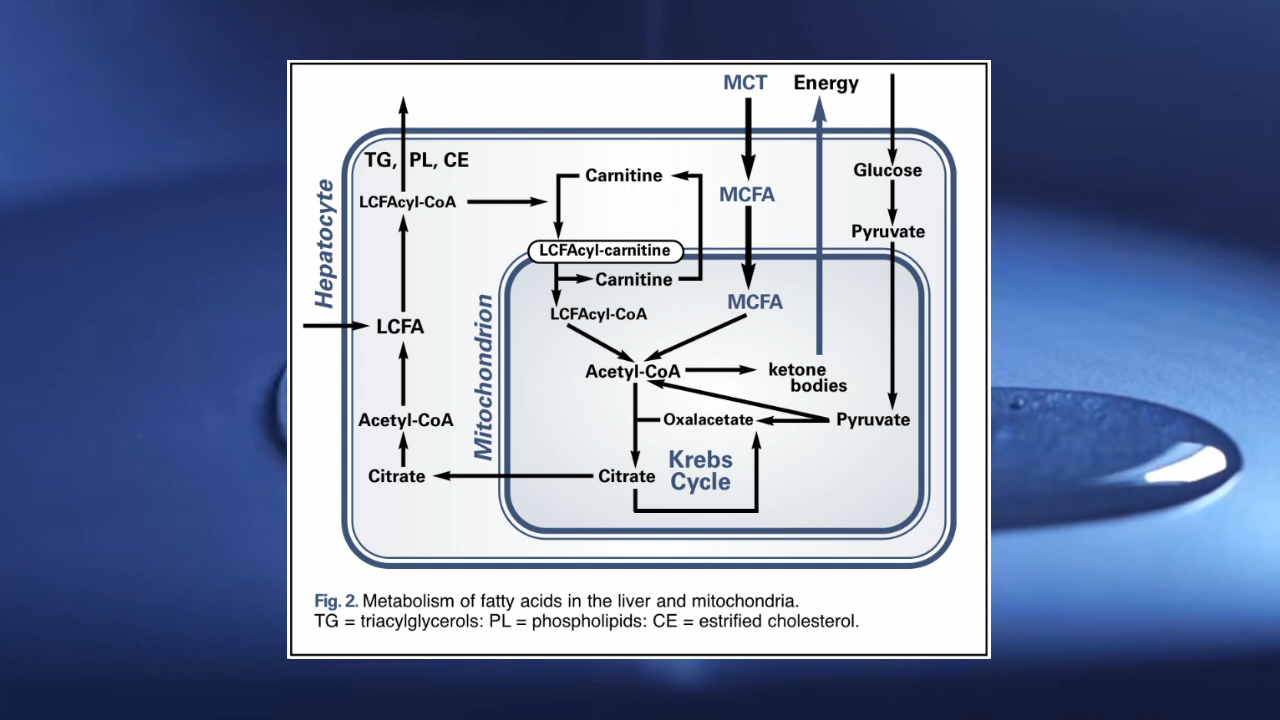 MCT
Energy
TG, PL, CE
Glucose
Carnitine
MCFA
LCFAcyl-CoA
Hepatocyte
Pyruvate
LCFAcyl-carnitine
Carnitine
MCFA
LCFAcyl-CoA
LCFA
Mitochondrion
Acetyl-CoA
ketone
bodies
Acetyl-CoA
Oxalacetate
Pyruvate
Krebs
Cycle
Citrate
Citrate
Fig. 2. Metabolism of fatty acids in the liver and mitochondria.
TG = triacylglycerols: PL = phospholipids: CE = estrified cholesterol.